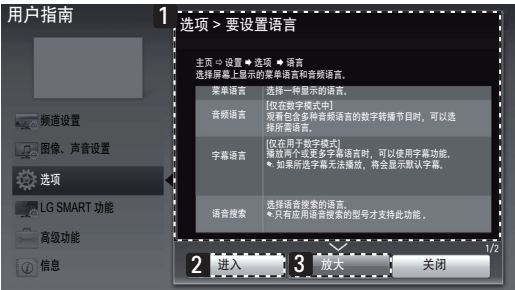 用户指南
1
选项 > 要设置语言
主页 ⇨ 设置 ➡ 选项 ➡ 语言
选择屏幕上显示的菜单语言和音频语言。
菜单语言 选择一种显示的语言。
音频语言 [仅在数字模式中]
观看包含多种音频语言的数字转播节目时，可以选
择所需语言。
字幕语言 [仅在用于数字模式]
播放两个或更多字幕语言时，可以使用字幕功能。
✎ 如果所选字幕无法播放，将会显示默认字幕。
语音搜索 选择语音搜索的语言。
✎ 只有应用语音搜索的型号才支持此功能 。
频道设置
图像、声音设置
选项
LG SMART 功能
高级功能
信息
1/2
2 进入
3 放大
关闭